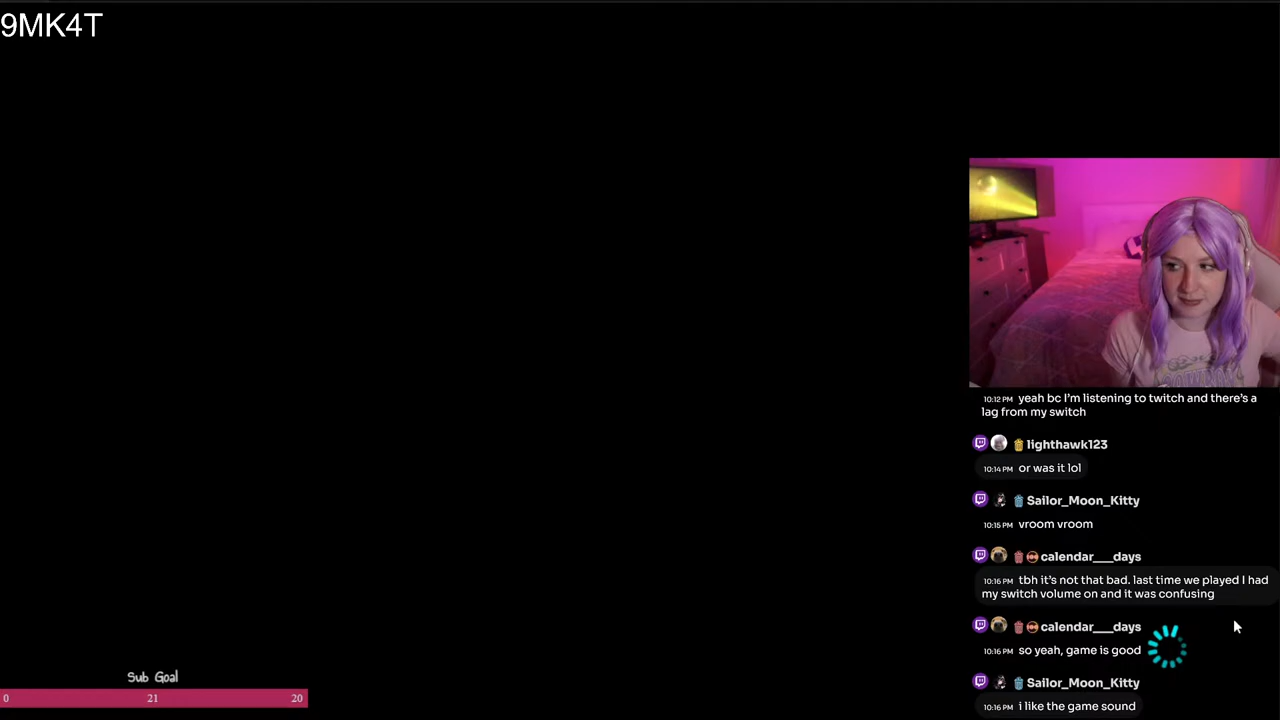 9MK4T
10:12 PM yeah bc I'm listening to twitch and there's a
lag from my switch
lighthawk123
10:14 PM or was it lol
Sailor_Moon_Kitty
10:15 PM vroom vroom
calendar___days
10:16 PM tbh it's not that bad. last time we played I had
my switch volume on and it was confusing
calendar___days
10:16 PM so yeah, game is good
Sailor_Moon_Kitty
10:16 PM i like the game sound
Sub Goal
0 21 20